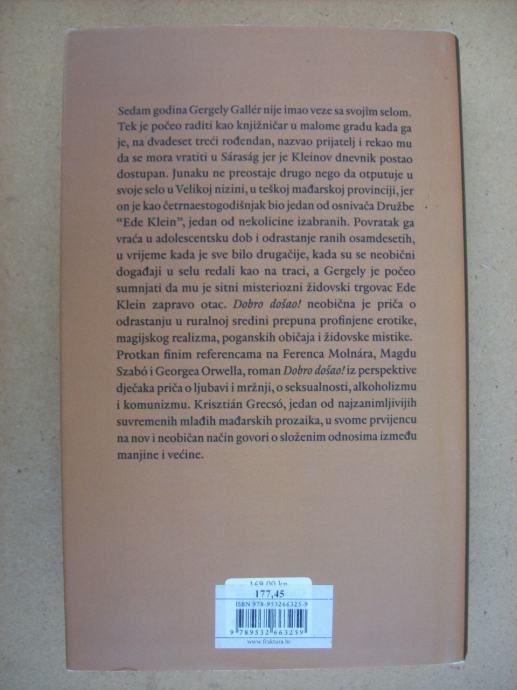 Sedam godina Gergely Gallér nije imao veze sa svojim selom.
Tek je počeo raditi kao knjižničar u malome gradu kada ga
je, na dvadeset treći rođendan, nazvao prijatelj i rekao mu
da se mora vratiti u Sáraság jer je Kleinov dnevnik postao
dostupan. Junaku ne preostaje drugo nego da otputuje u
svoje selo u Velikoj nizini, u teškoj mađarskoj provinciji, jer
on je kao četrnaestogodišnjak bio jedan od osnivača Družbe
“Ede Klein”, jedan od nekolicine izabranih. Povratak ga
vraća u adolescentsku dob i odrastanje ranih osamdesetih,
u vrijeme kada je sve bilo drugačije, kada su se neobični
događaji u selu redali kao na traci, a Gergely je počeo
sumnjati da mu je sitni misteriozni židovski trgovac Ede
Klein zapravo otac. Dobro došao! neobična je priča o
odrastanju u ruralnoj sredini prepuna profinjene erotike,
magijskog realizma, poganskih običaja i židovske mistike.
Protkan finim referencama na Ferenca Molnára, Magdu
Szabó i Georgea Orwella, roman Dobro došao! iz perspektive
dječaka priča o ljubavi i mržnji, o seksualnosti, alkoholizmu
i komunizmu. Krisztián Grecsó, jedan od najzanimljivijih
suvremenih mlađih mađarskih prozaika, u svome prvijencu
na nov i neobičan način govori o složenim odnosima između
manjine i većine.
169,00 kn
177,45
ISBN 978-953266325-9
9 789532 663259
www.fraktura.hr